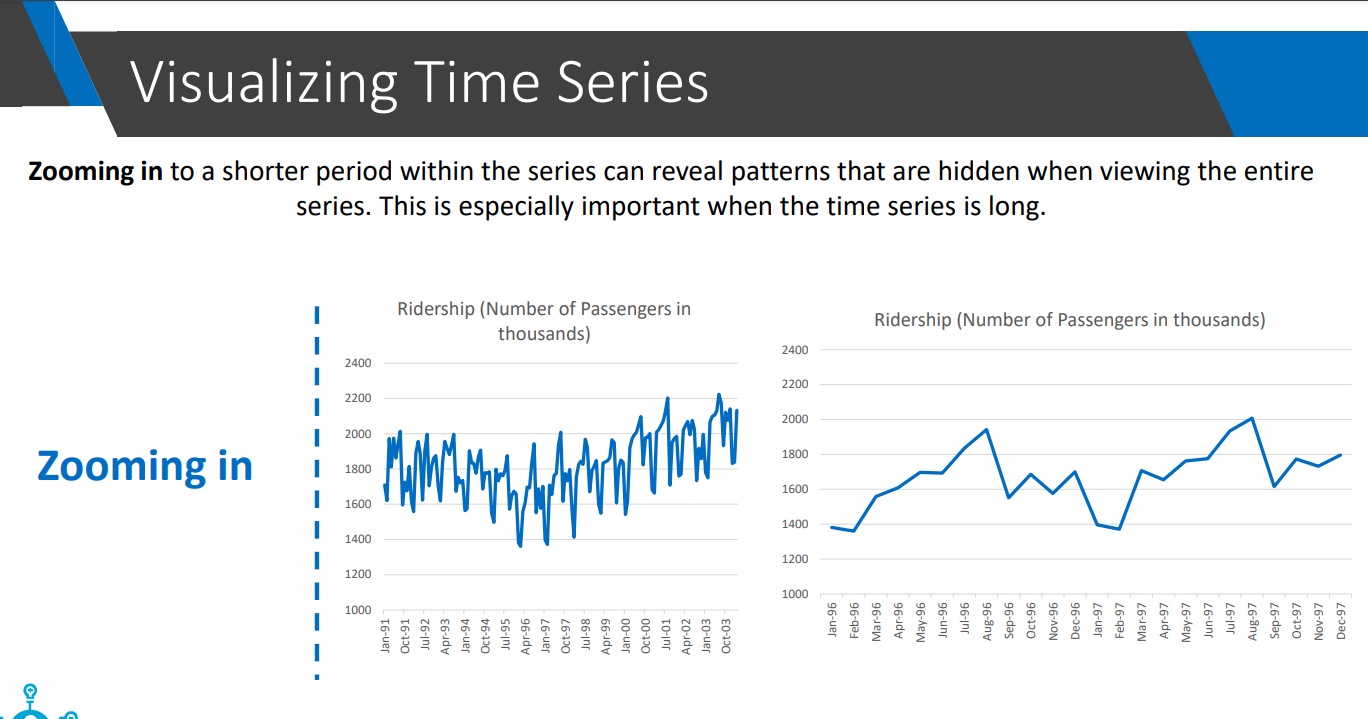 Visualizing Time Series
Zooming in to a shorter period within the series can reveal patterns that are hidden when viewing the entire
series. This is especially important when the time series is long.
Zooming in
Ridership (Number of Passengers in
thousands)
2400
2200
2000
1800
1600
1400
1200
1000
Jan-91
Oct-91
Jul-92
Apr-93
Jan-94
Oct-94
Jul-95
Apr-96
Jan-97
Oct-97
Jul-98
Apr-99
Jan-00
Oct-00
Jul-01
Apr-02
Jan-03
Oct-03
Ridership (Number of Passengers in thousands)
2400
2200
2000
1800
1600
1400
1200
1000
Jan-96
Feb-96
Mar-96
Apr-96
May-96
Jun-96
Jul-96
Aug-96
Sep-96
Oct-96
Nov-96
Dec-96
Jan-97
Feb-97
Mar-97
Apr-97
May-97
Jun-97
Jul-97
Aug-97
Sep-97
Oct-97
Nov-97
Dec-97